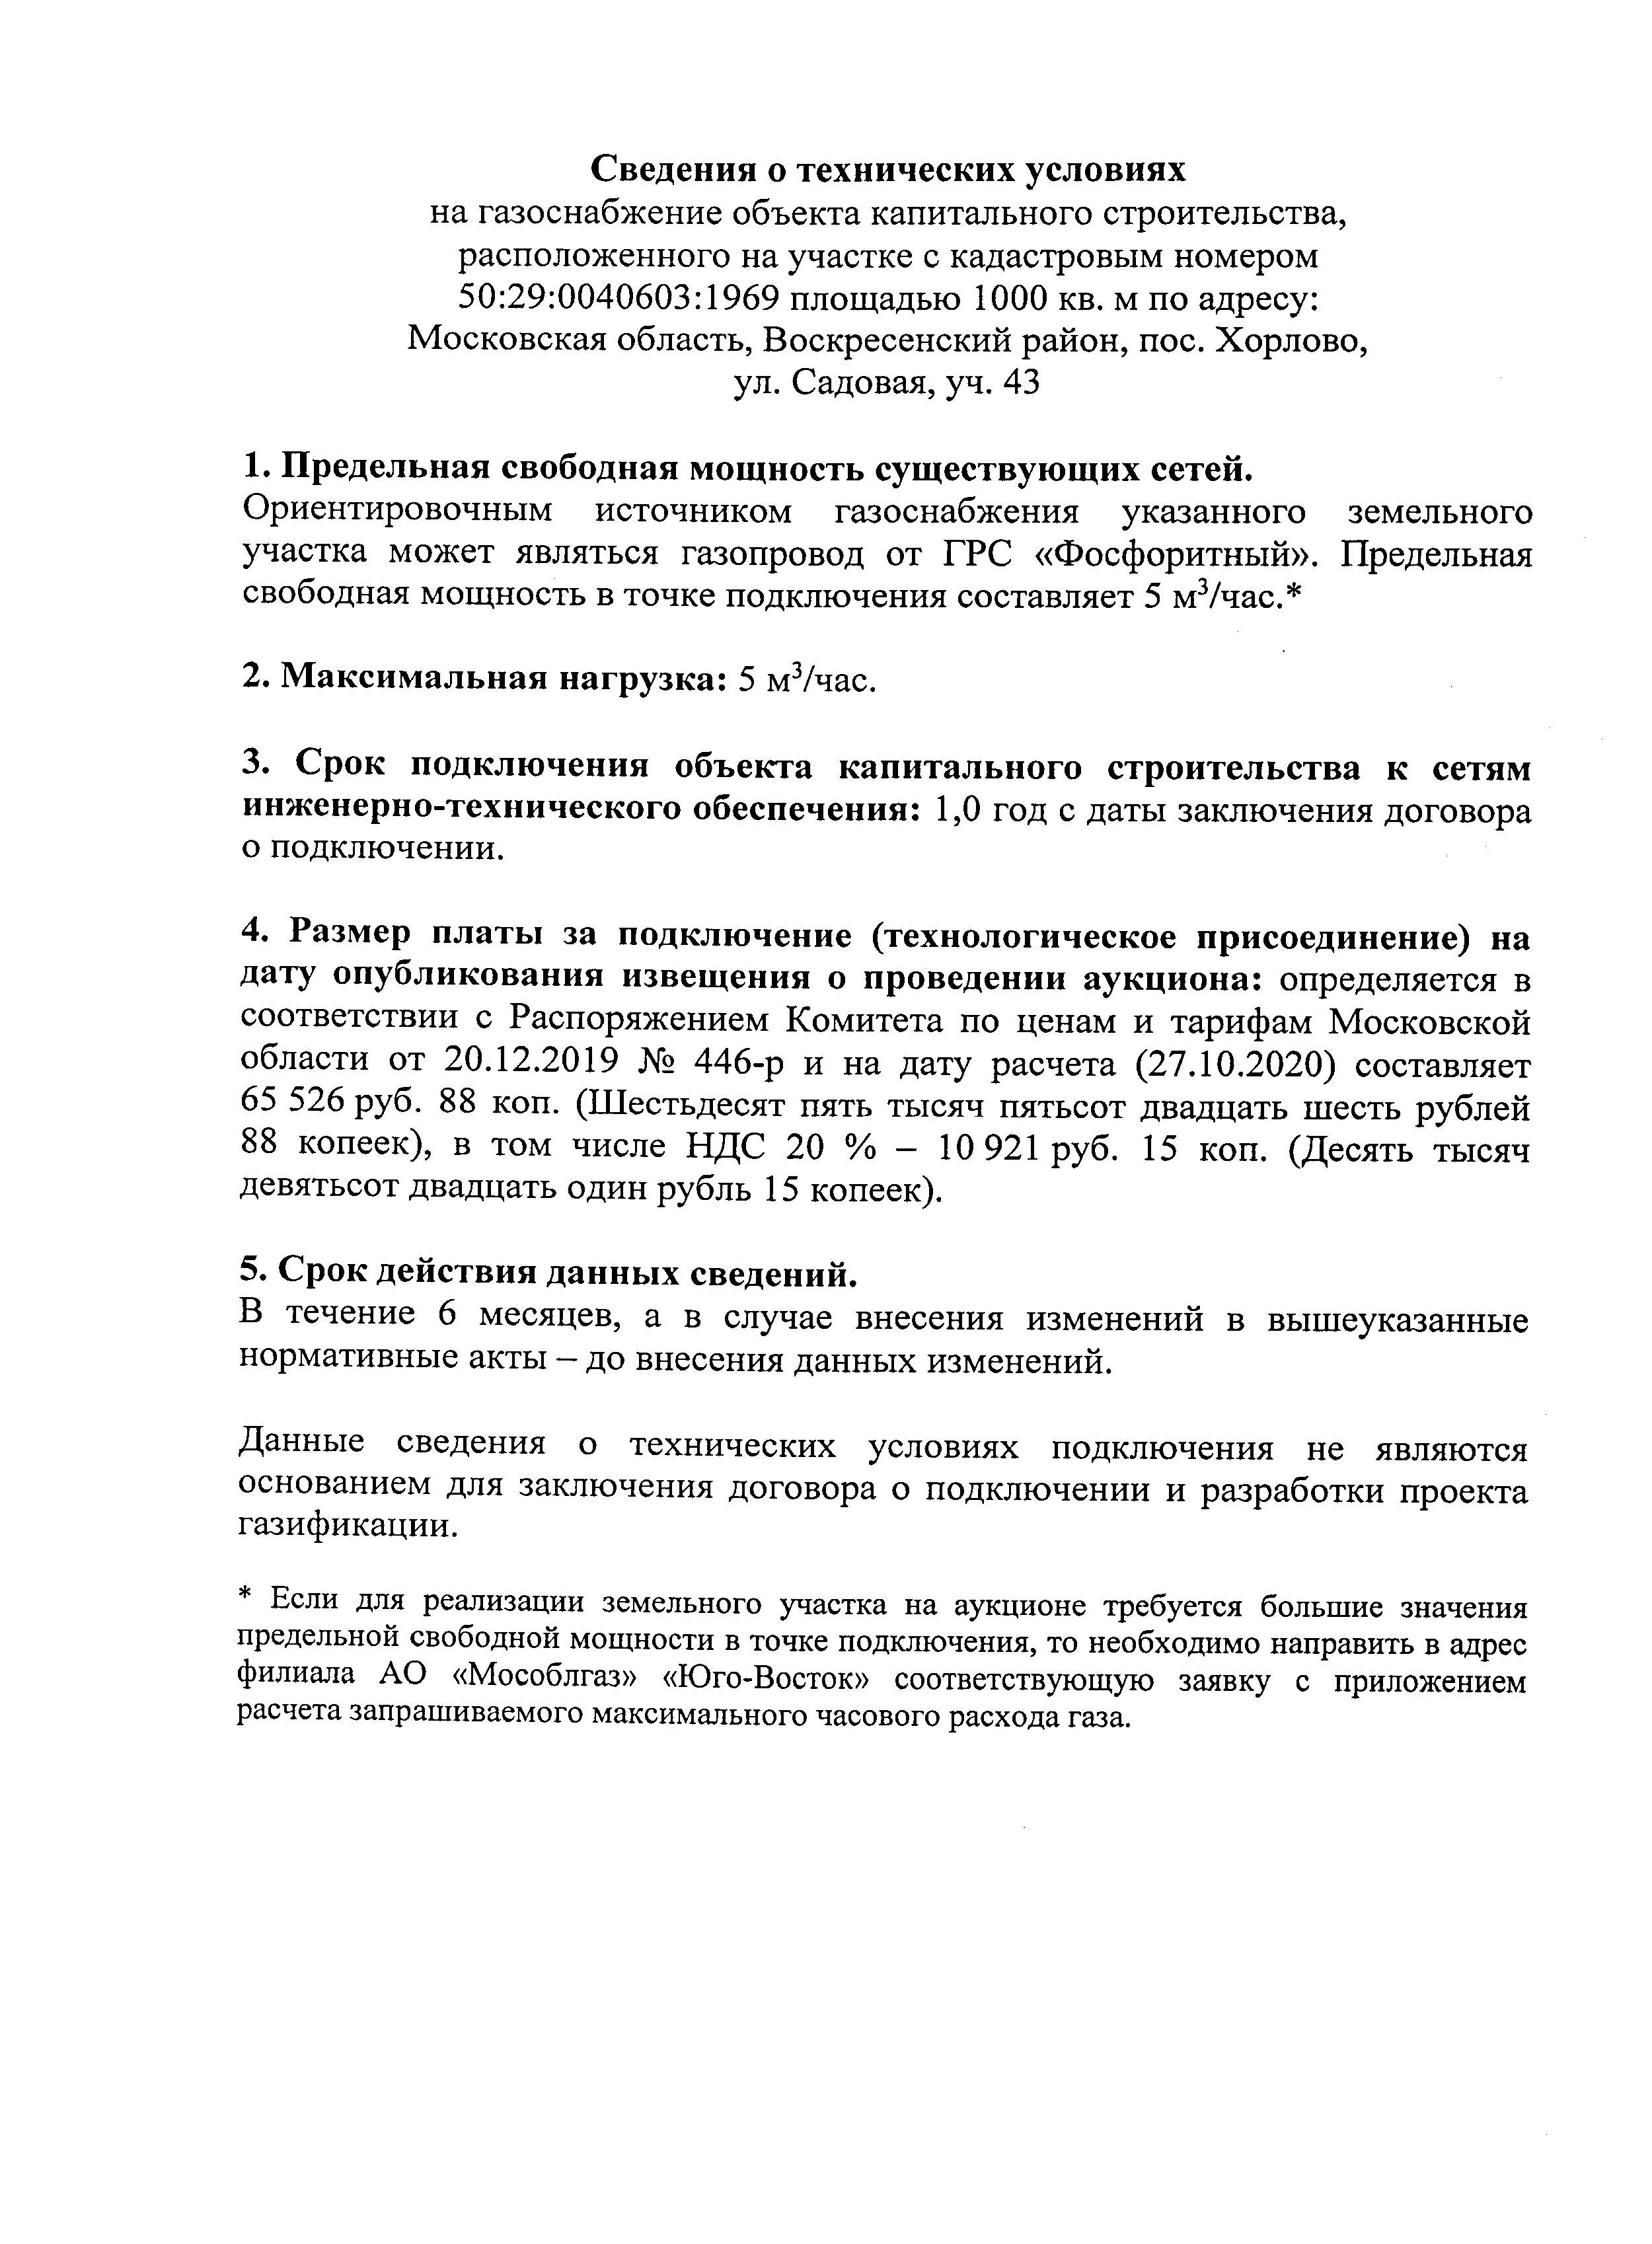 Сведения о технических условиях
на газоснабжение объекта капитального строительства,
расположенного на участке с кадастровым номером
50:29:0040603:1969 площадью 1000 кв. м по адресу:
Московская область, Воскресенский район, пос. Хорлово,
ул. Садовая, уч. 43
1. Предельная свободная мощность существующих сетей.
Ориентировочным источником газоснабжения указанного земельного
участка может являться газопровод от ГРС «Фосфоритный». Предельная
свободная мощность в точке подключения составляет 5 м³/час.*
2. Максимальная нагрузка: 5 м³/час.
3. Срок подключения объекта капитального строительства к сетям
инженерно-технического обеспечения: 1,0 год с даты заключения договора
о подключении.
4. Размер платы за подключение (технологическое присоединение) на
дату опубликования извещения о проведении аукциона: определяется в
соответствии с Распоряжением Комитета по ценам и тарифам Московской
области от 20.12.2019 № 446-р и на дату расчета (27.10.2020) составляет
65 526 руб. 88 коп. (Шестьдесят пять тысяч пятьсот двадцать шесть рублей
88 копеек), в том числе НДС 20 % – 10 921 руб. 15 коп. (Десять тысяч
девятьсот двадцать один рубль 15 копеек).
5. Срок действия данных сведений.
В течение 6 месяцев, а в случае внесения изменений в вышеуказанные
нормативные акты – до внесения данных изменений.
Данные сведения о технических условиях подключения не являются
основанием для заключения договора о подключении и разработки проекта
газификации.
* Если для реализации земельного участка на аукционе требуется большие значения
предельной свободной мощности в точке подключения, то необходимо направить в адрес
филиала АО «Мособлгаз» «Юго-Восток» соответствующую заявку с приложением
расчета запрашиваемого максимального часового расхода газа.